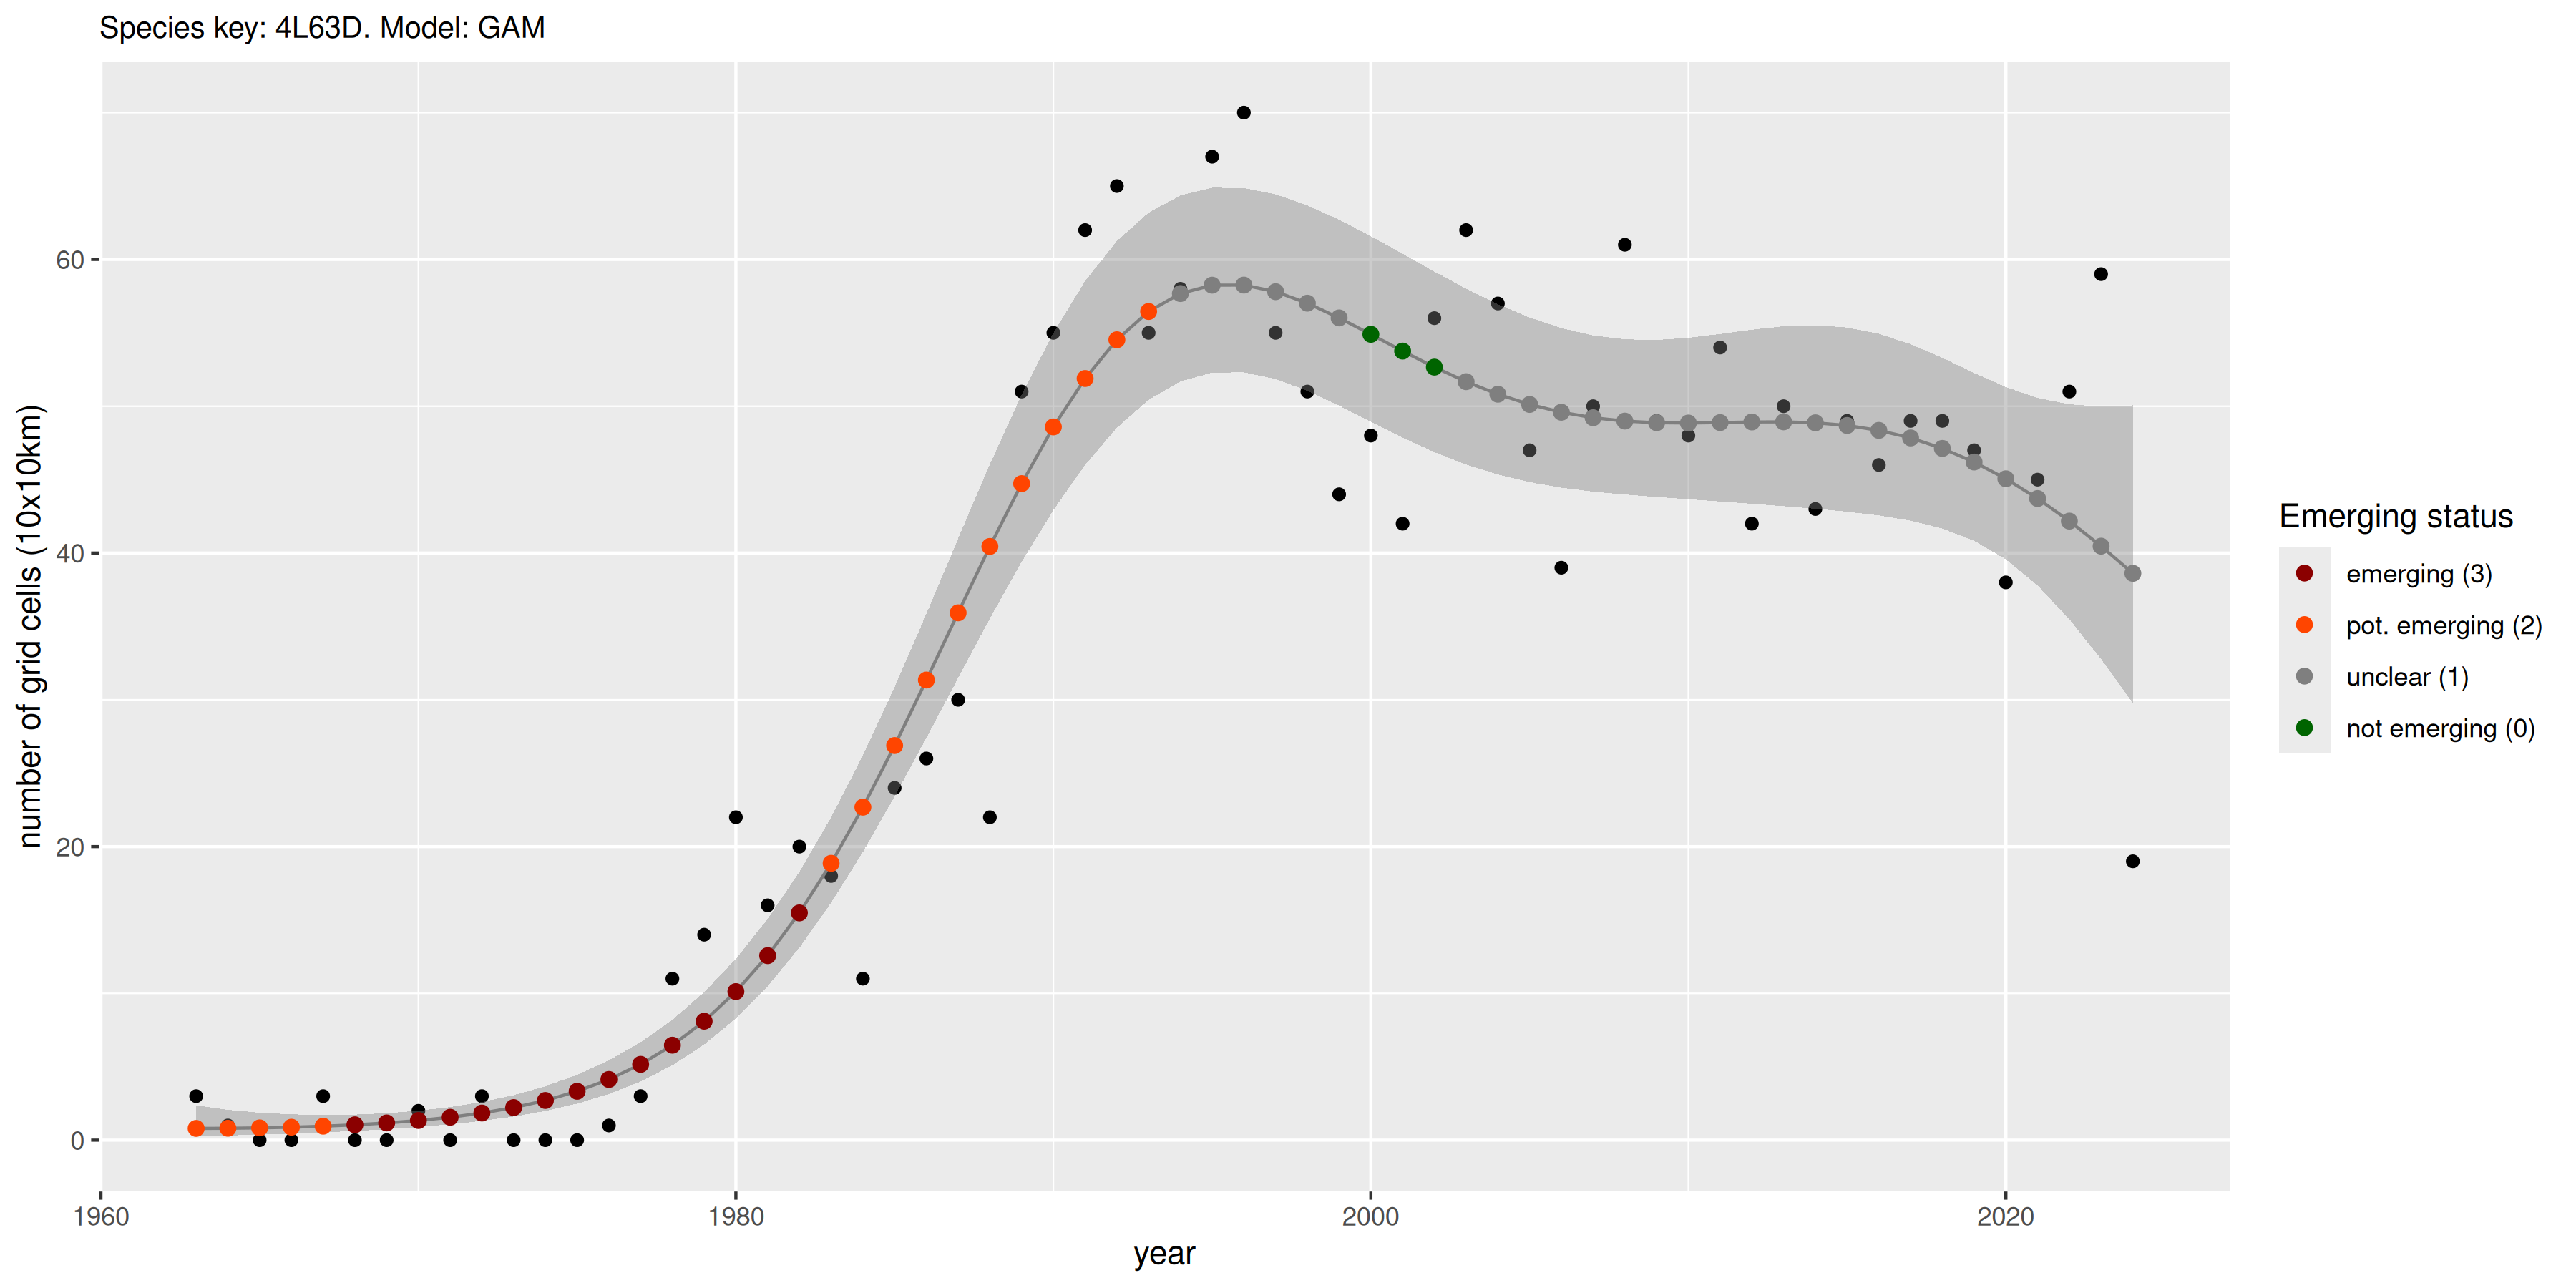 Species key: 4L63D. Model: GAM
number of grid cells (10x10km)
60
40
20
0
1960
1980
2000
2020
year
Emerging status
emerging (3)
pot. emerging (2)
unclear (1)
not emerging (0)